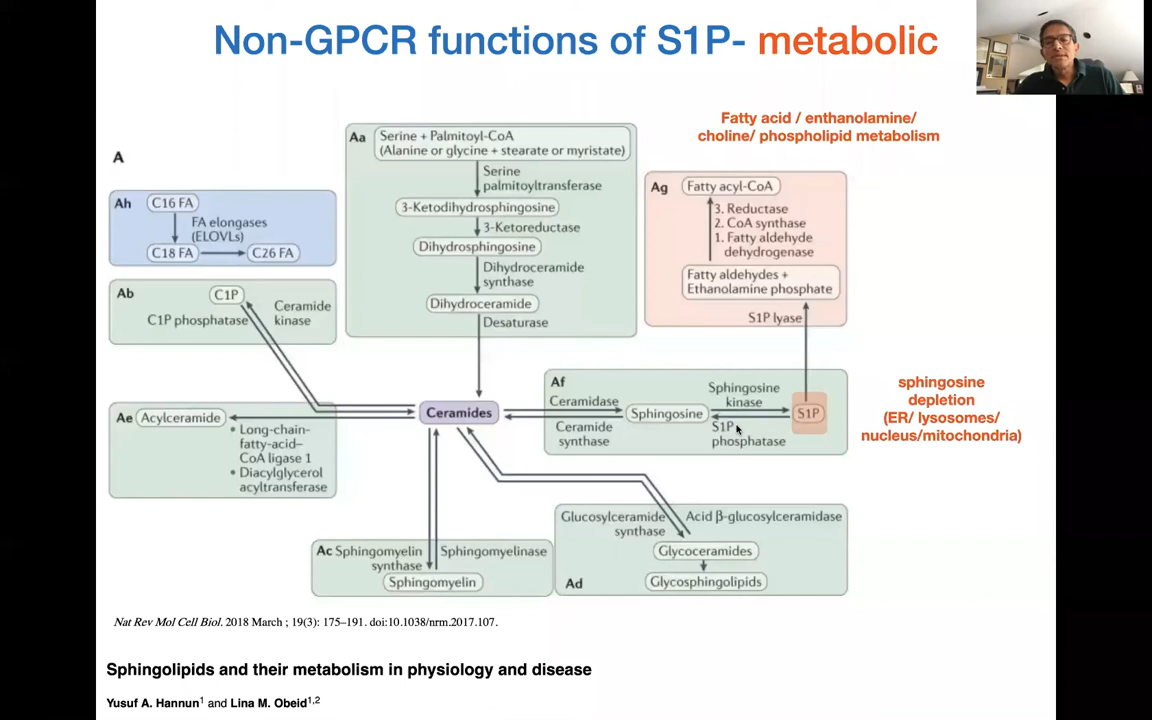 Non-GPCR functions of S1P- metabolic
Fatty acid / enthanolamine/
choline/ phospholipid metabolism
A
Aa
Serine + Palmitoyl-CoA
(Alanine or glycine + stearate or myristate)
Serine
palmitoyltransferase
3-Ketodihydrosphingosine
3-Ketoreductase
Dihydrosphingosine
Dihydroceramide
synthase
Dihydroceramide
Desaturase
Ag
Fatty acyl-CoA
3. Reductase
2. CoA synthase
1. Fatty aldehyde
dehydrogenase
Fatty aldehydes +
Ethanolamine phosphate
S1P lyase
Ah
C16 FA
FA elongases
(ELOVLs)
C18 FA
C26 FA
Ab
C1P
C1P phosphatase
Ceramide
kinase
Ae
Acylceramide
• Long-chain-
fatty-acid–
CoA ligase 1
• Diacylglycerol
acyltransferase
Ceramides
Af
Ceramidase
Ceramide
synthase
Sphingosine
Sphingosine
kinase
S1P
phosphatase
S1P
sphingosine
depletion
(ER/ lysosomes/
nucleus/mitochondria)
Ac
Sphingomyelin
synthase
Sphingomyelinase
Sphingomyelin
Glucosylceramide
synthase
Acid β-glucosylceramidase
Glycoceramides
Glycosphingolipids
Ad
Nat Rev Mol Cell Biol. 2018 March ; 19(3): 175–191. doi:10.1038/nrm.2017.107.
Sphingolipids and their metabolism in physiology and disease
Yusuf A. Hannun1 and Lina M. Obeid1,2